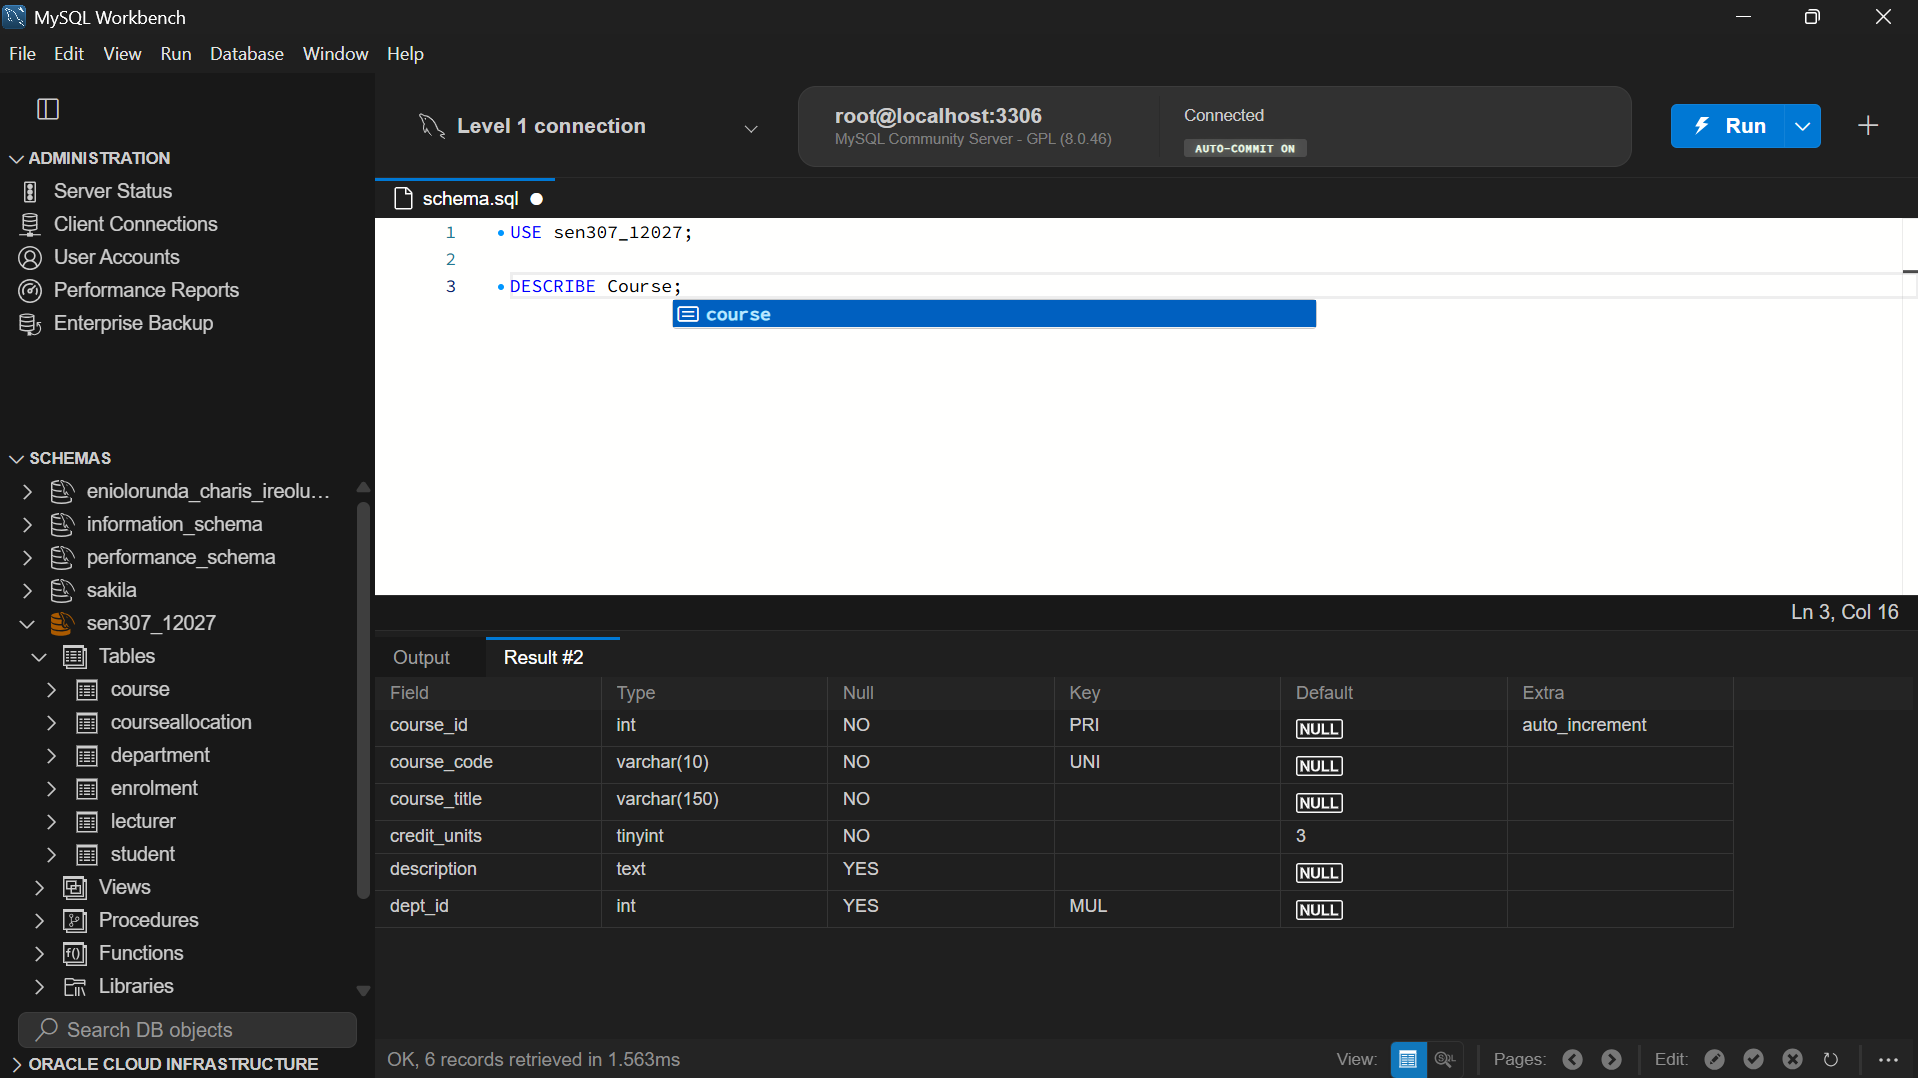 MySQL Workbench
File Edit View Run Database Window Help
ADMINISTRATION
Server Status
Client Connections
User Accounts
Performance Reports
Enterprise Backup
SCHEMAS
eniolorunda_charis_ireolu...
information_schema
performance_schema
sakila
sen307_12027
Tables
course
courseallocation
department
enrolment
lecturer
student
Views
Procedures
Functions
Libraries
Search DB objects
ORACLE CLOUD INFRASTRUCTURE
Level 1 connection
root@localhost:3306
MySQL Community Server - GPL (8.0.46)
Connected
AUTO-COMMIT ON
Run
schema.sql
1 USE sen307_12027;
2
3 DESCRIBE Course;
course
Ln 3, Col 16
Output Result #2
Field Type Null Key Default Extra
course_id int NO PRI NULL auto_increment
course_code varchar(10) NO UNI NULL
course_title varchar(150) NO NULL
credit_units tinyint NO 3
description text YES NULL
dept_id int YES MUL NULL
OK, 6 records retrieved in 1.563ms
View: SQL Pages: Edit: